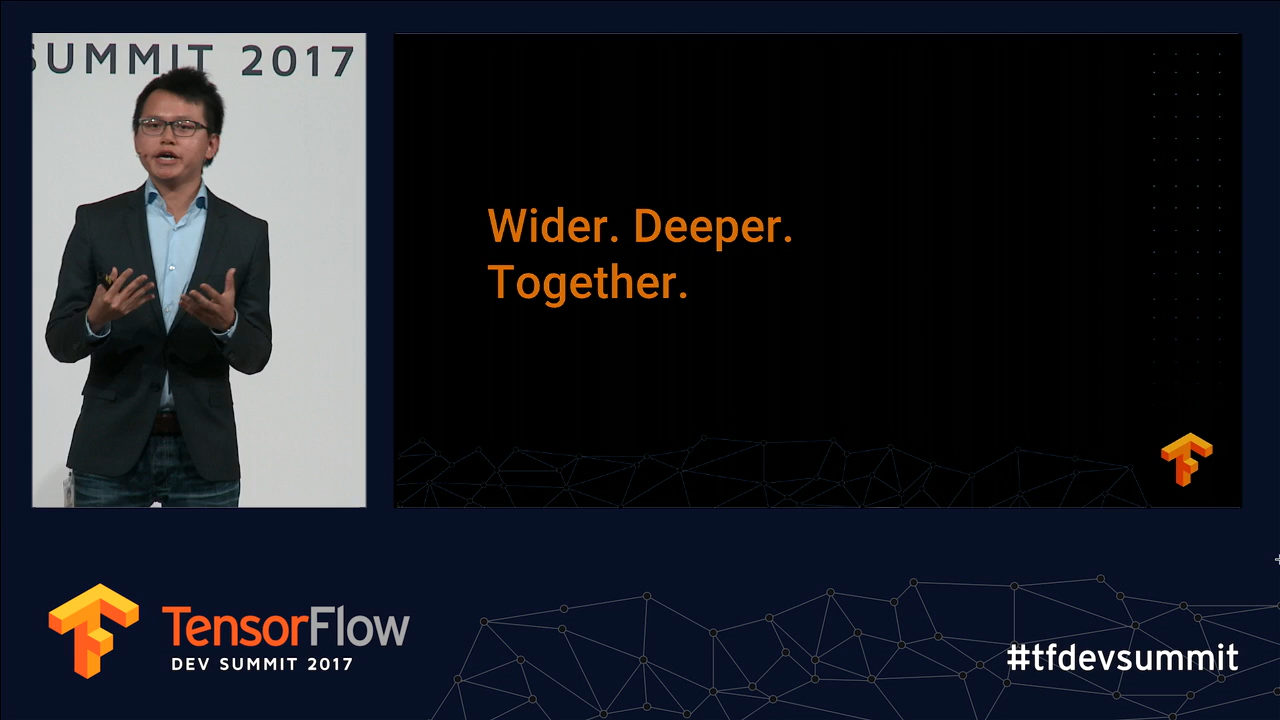 SUMMIT 2017
Wider. Deeper.
Together.
TensorFlow
DEV SUMMIT 2017
#tfdevsummit